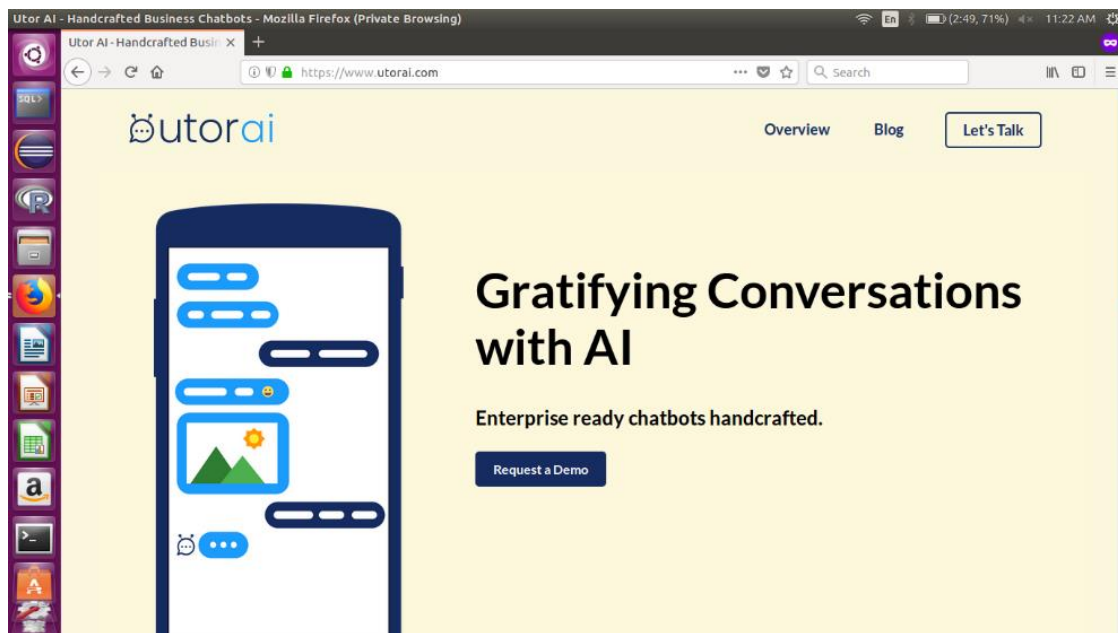 Utor AI - Handcrafted Business Chatbots - Mozilla Firefox (Private Browsing)
En
(2:49, 71%)
11:22 AM
Utor AI - Handcrafted Busin
https://www.utorai.com
Search
SQL>
utorai
Overview
Blog
Let's Talk
R
Gratifying Conversations
with AI
Enterprise ready chatbots handcrafted.
Request a Demo
a
>_
A